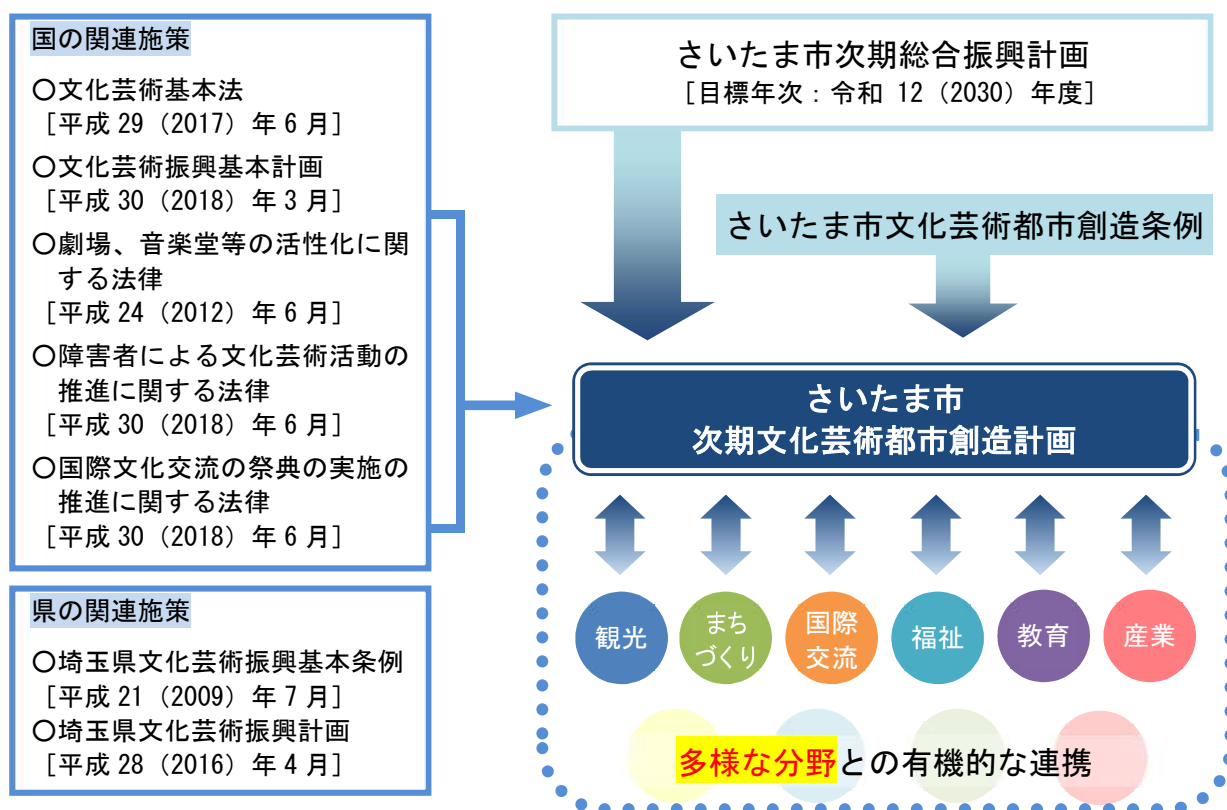 国の関連施策
〇文化芸術基本法
［平成 29（2017）年 6 月］
〇文化芸術振興基本計画
［平成 30（2018）年 3 月］
〇劇場、音楽堂等の活性化に関
する法律
［平成 24（2012）年 6 月］
〇障害者による文化芸術活動の
推進に関する法律
［平成 30（2018）年 6 月］
〇国際文化交流の祭典の実施の
推進に関する法律
［平成 30（2018）年 6 月］
県の関連施策
〇埼玉県文化芸術振興基本条例
［平成 21（2009）年 7 月］
〇埼玉県文化芸術振興計画
［平成 28（2016）年 4 月］
さいたま市次期総合振興計画
［目標年次：令和 12（2030）年度］
さいたま市文化芸術都市創造条例
さいたま市
次期文化芸術都市創造計画
観光
まち
づくり
国際
交流
福祉
教育
産業
多様な分野との有機的な連携